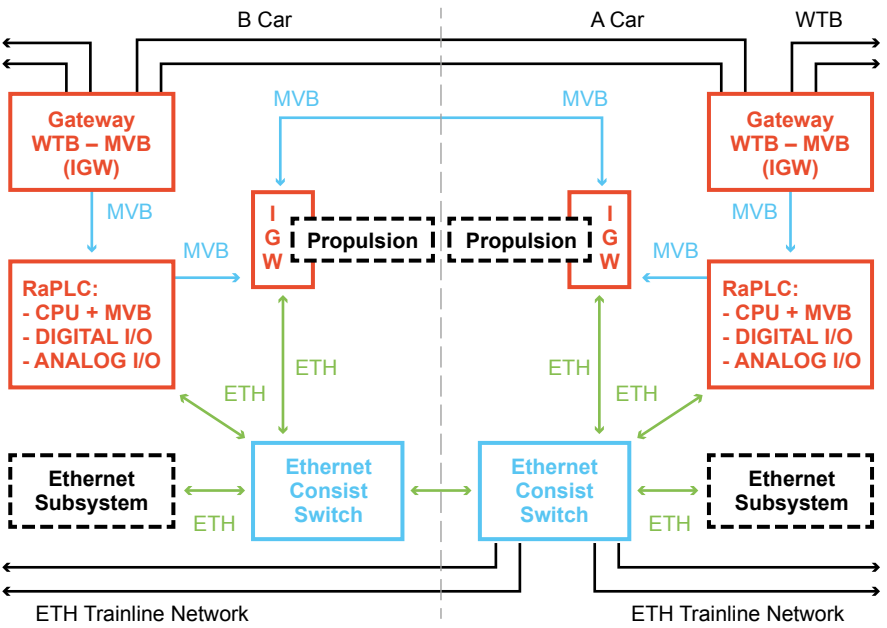 B Car
A Car
WTB
MVB
MVB
Gateway
WTB – MVB
(IGW)
Gateway
WTB – MVB
(IGW)
MVB
MVB
I
G
W
Propulsion
Propulsion
I
G
W
MVB
MVB
RaPLC:
- CPU + MVB
- DIGITAL I/O
- ANALOG I/O
RaPLC:
- CPU + MVB
- DIGITAL I/O
- ANALOG I/O
ETH
ETH
ETH
ETH
Ethernet
Subsystem
Ethernet
Consist
Switch
Ethernet
Consist
Switch
Ethernet
Subsystem
ETH
ETH
ETH Trainline Network
ETH Trainline Network